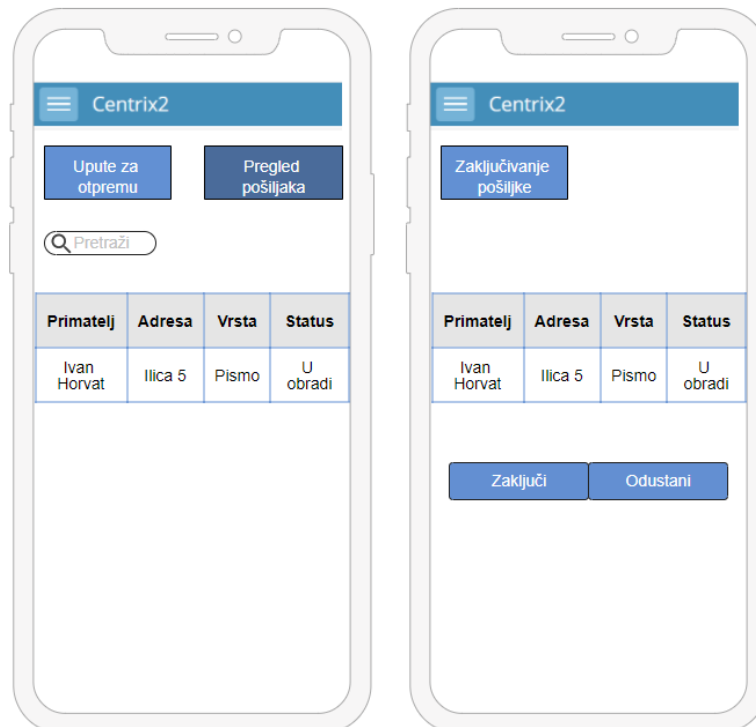 Centrix2
Upute za
otpremu
Pregled
pošiljaka
Pretraži
Primatelj Adresa Vrsta Status
Ivan
Horvat
Ilica 5
Pismo
U
obradi
Centrix2
Zaključivanje
pošiljke
Primatelj Adresa Vrsta Status
Ivan
Horvat
Ilica 5
Pismo
U
obradi
Zaključi
Odustani